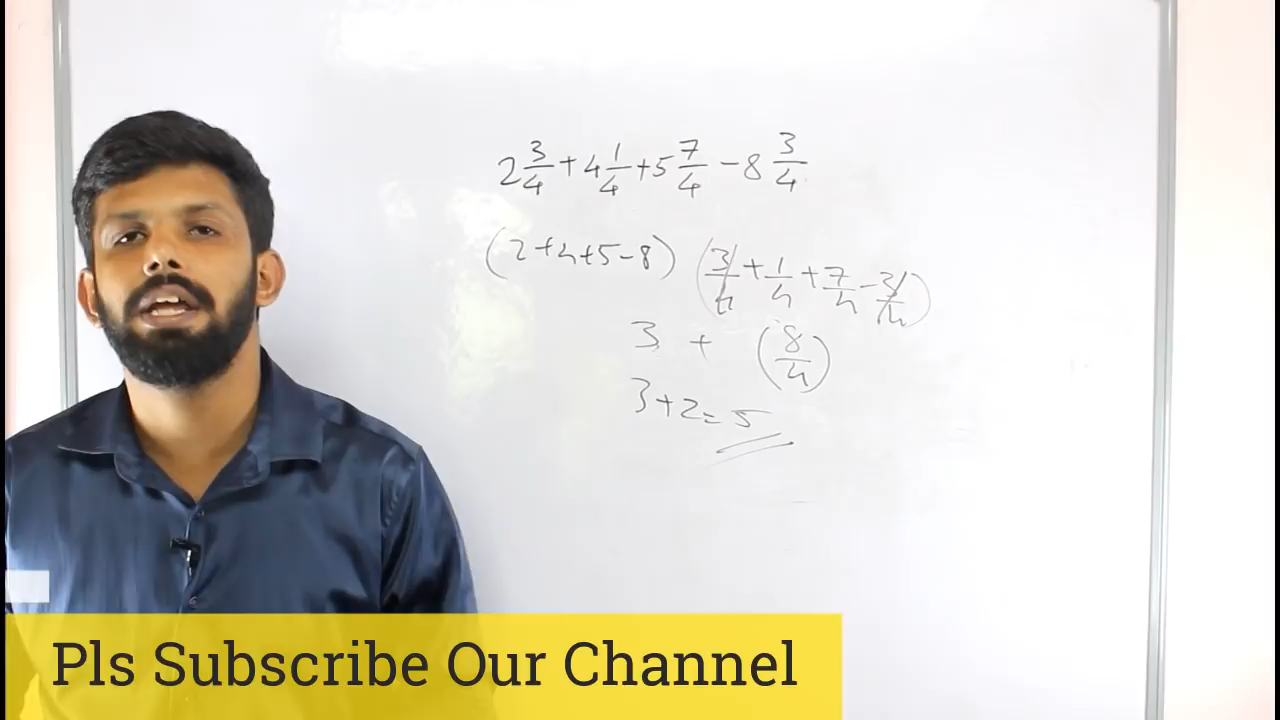 2 3/4 + 4 1/4 + 5 7/4 - 8 3/4
(2+4+5-8) (3/4 + 1/4 + 7/4 - 3/4)
3 + (8/4)
3+2=5
Pls Subscribe Our Channel